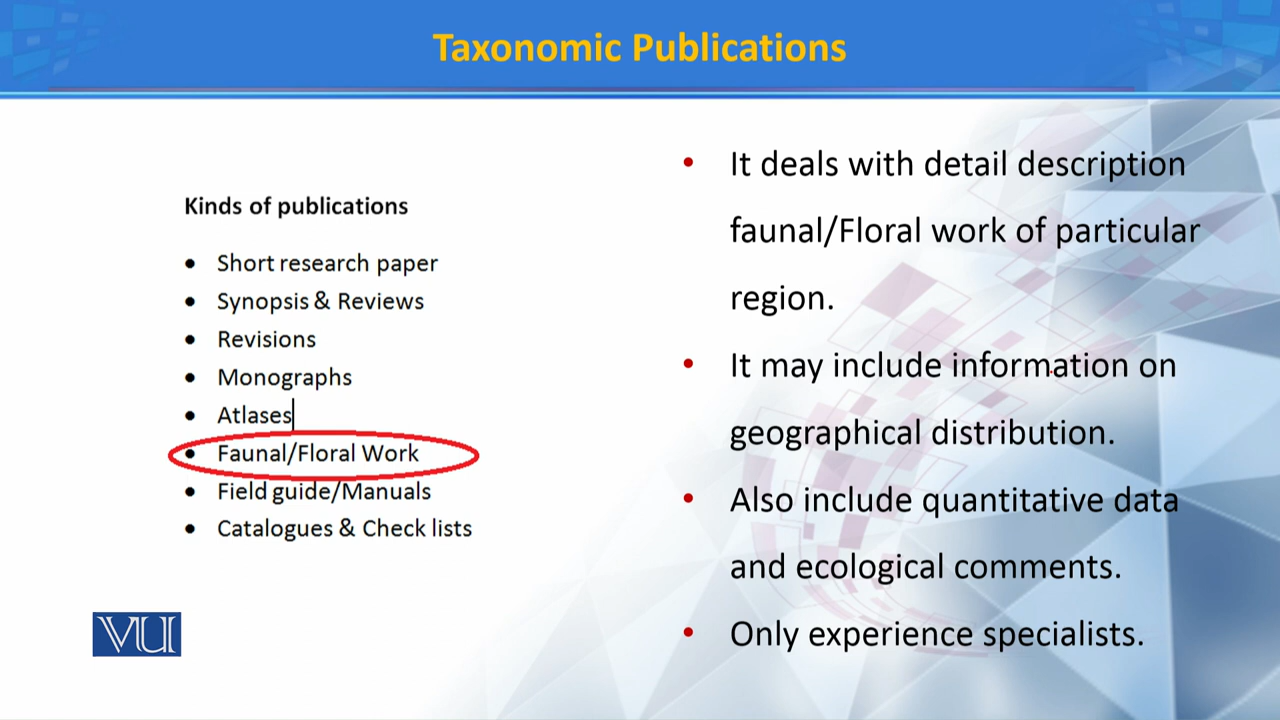 Taxonomic Publications
Kinds of publications
• Short research paper
• Synopsis & Reviews
• Revisions
• Monographs
• Atlases
• Faunal/Floral Work
• Field guide/Manuals
• Catalogues & Check lists
• It deals with detail description
faunal/Floral work of particular
region.
• It may include information on
geographical distribution.
• Also include quantitative data
and ecological comments.
• Only experience specialists.
VU